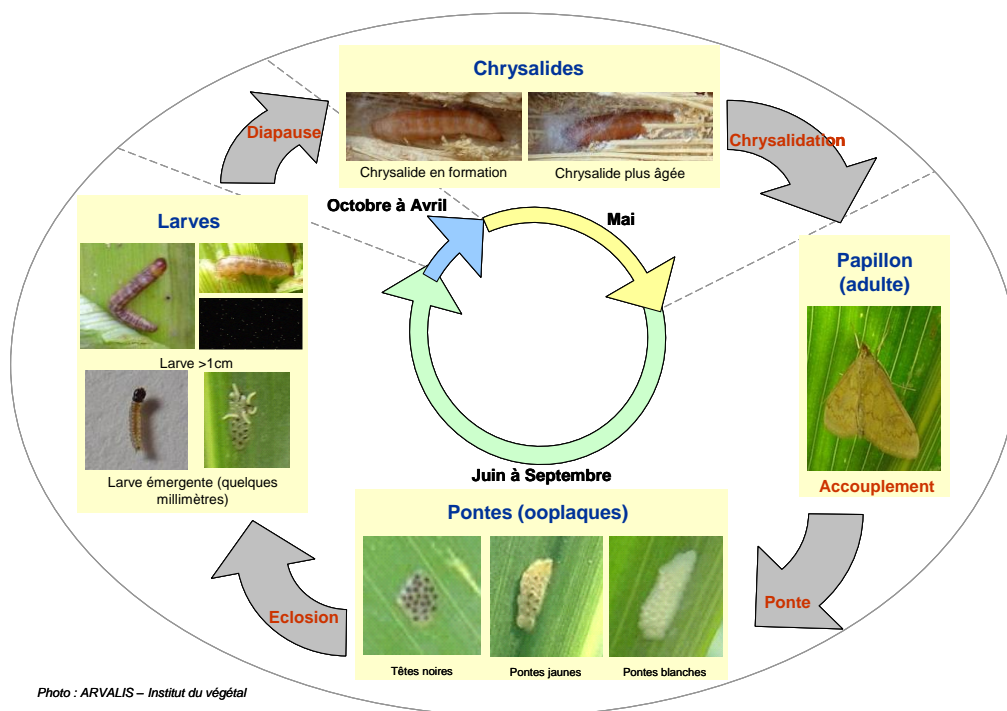 Chrysalides
Chrysalide en formation
Chrysalide plus âgée
Diapause
Chrysalidation
Octobre à Avril
Mai
Larves
Larve >1cm
Larve émergente (quelques
millimètres)
Papillon
(adulte)
Accouplement
Juin à Septembre
Pontes (ooplaques)
Têtes noires
Pontes jaunes
Pontes blanches
Eclosion
Ponte
Photo : ARVALIS – Institut du végétal